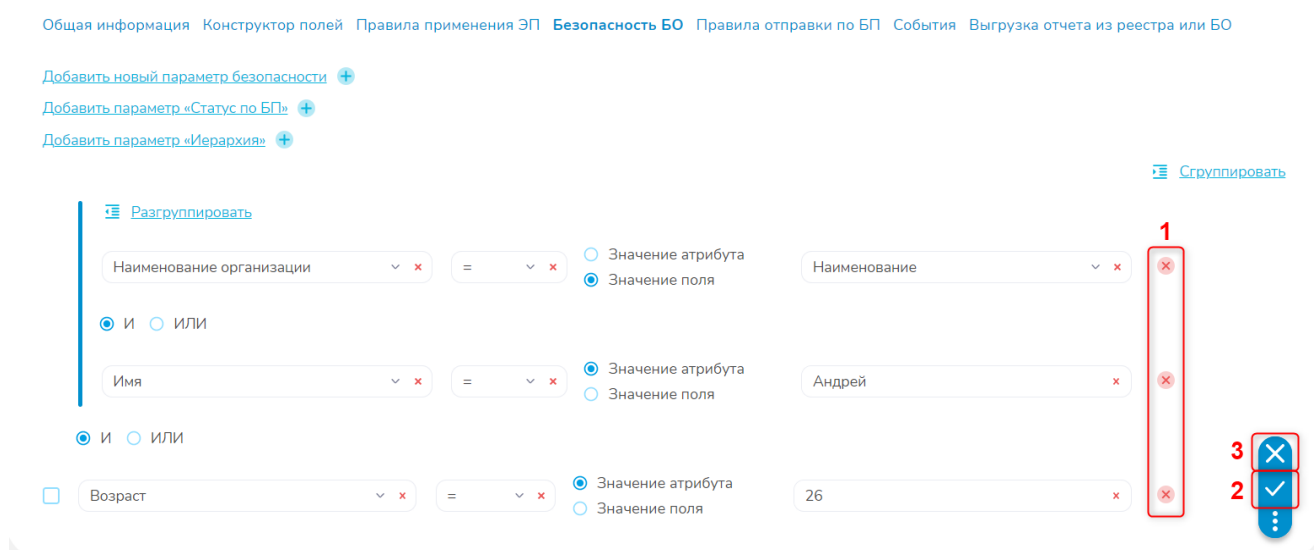 Общая информация Конструктор полей Правила применения ЭП Безопасность БО Правила отправки по БП События Выгрузка отчета из реестра или БО
Добавить новый параметр безопасности
Добавить параметр «Статус по БП»
Добавить параметр «Иерархия»
Сгруппировать
Разгруппировать
1
Значение атрибута
Наименование организации = Наименование
Значение поля
И ИЛИ
Значение атрибута
Имя = Андрей
Значение поля
И ИЛИ
3
Значение атрибута
Возраст = 26 2
Значение поля